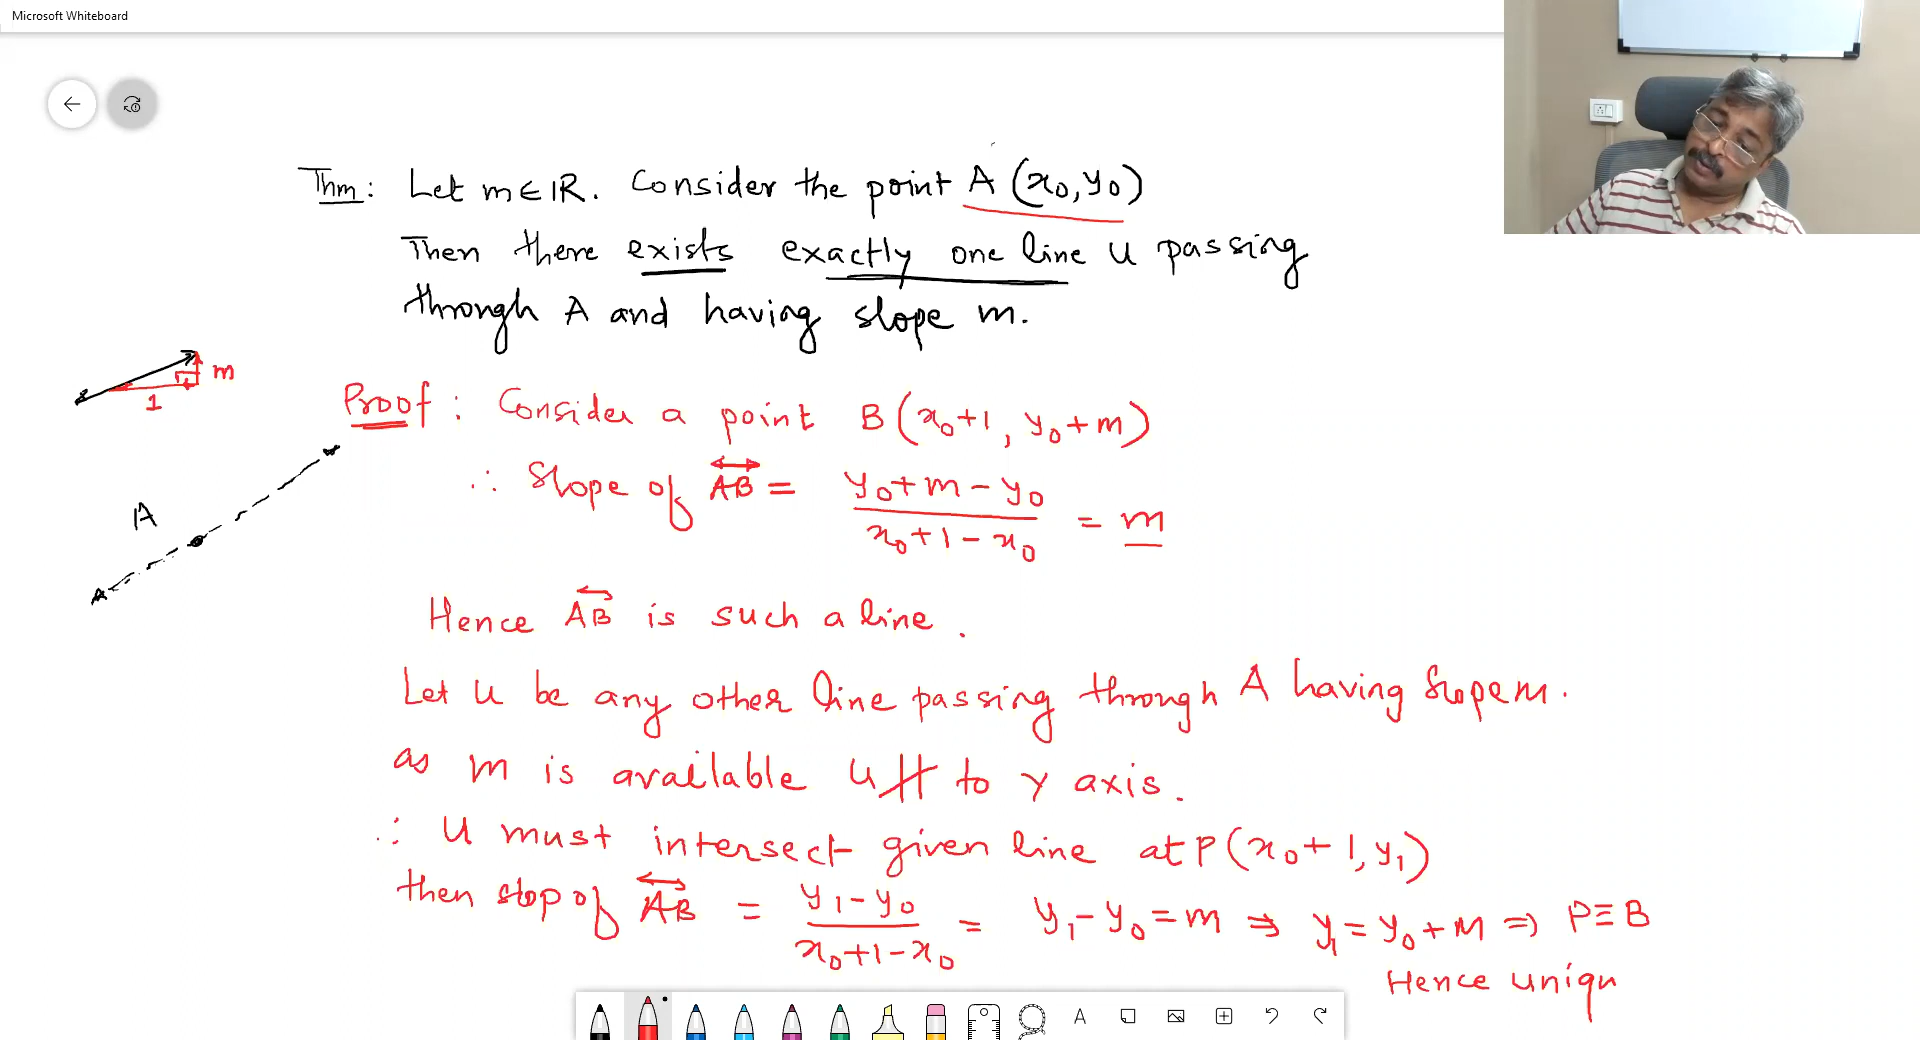 Microsoft Whiteboard
Thm: Let m ∈ IR. Consider the point A (x₀, y₀)
Then there exists exactly one line u passing
through A and having slope m.
m
1
A
Proof: Consider a point B(x₀+1, y₀+m)
∴ Slope of AB = (y₀+m-y₀)/(x₀+1-x₀) = m
Hence AB is such a line.
Let u be any other line passing through A having slope m.
as m is available u ∦ to Y axis.
∴ u must intersect given line at P(x₀+1, y₁)
then slop of AB = (y₁-y₀)/(x₀+1-x₀) = y₁-y₀=m ⇒ y₁=y₀+m ⇒ P≡B
Hence uniqu
A